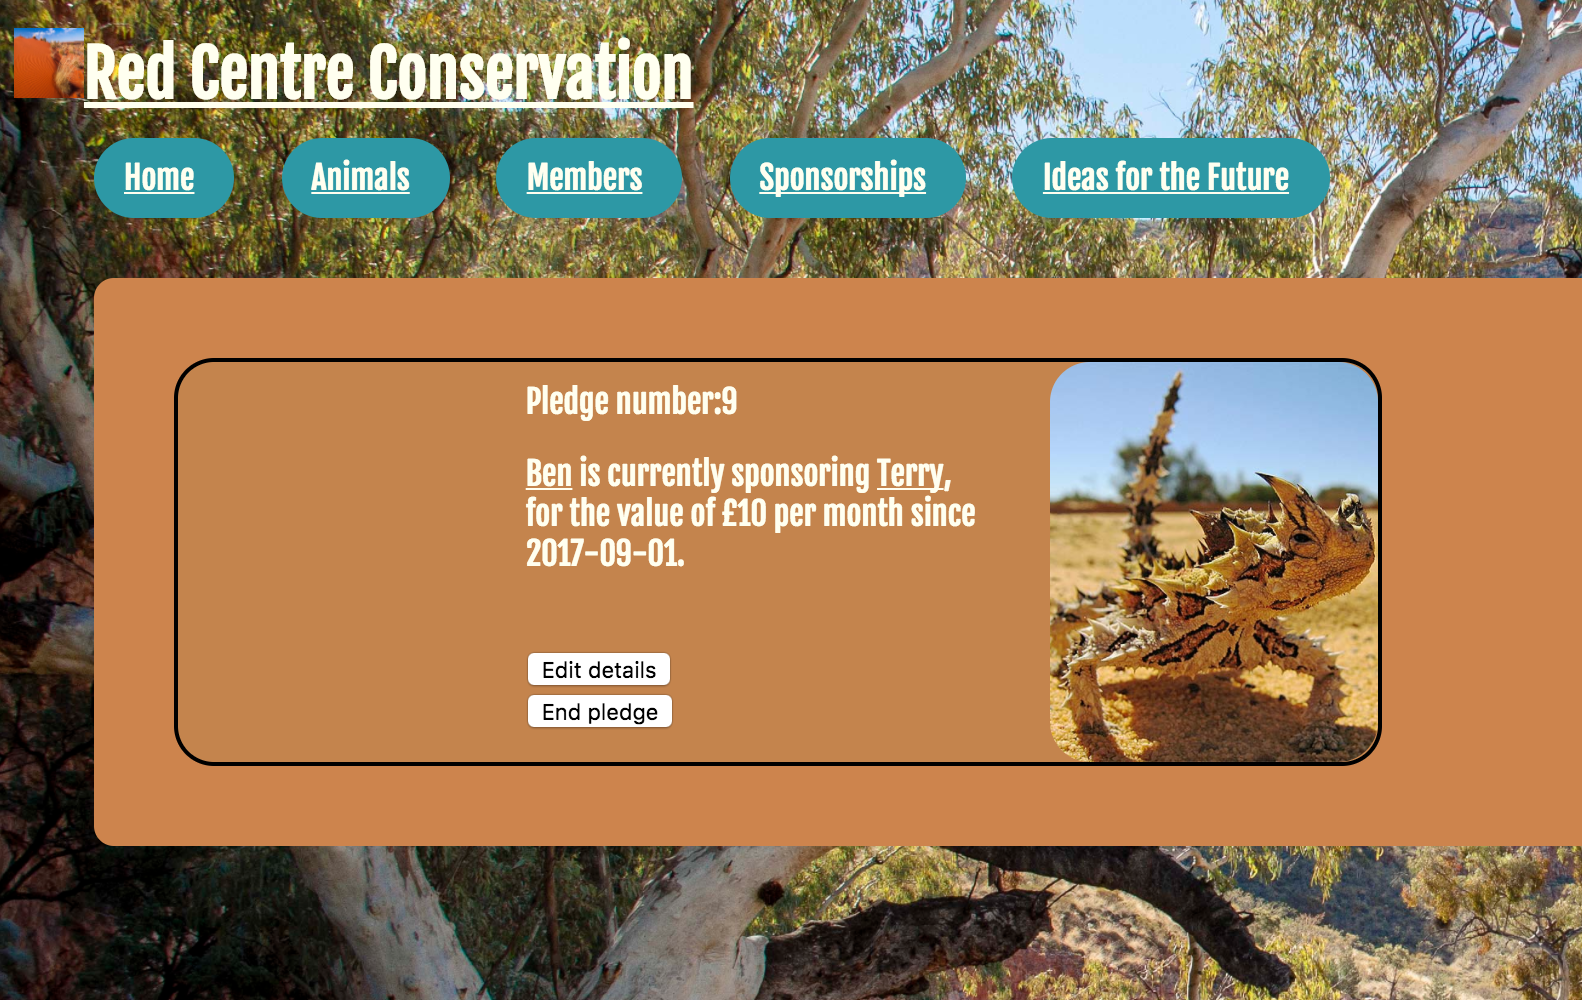 Red Centre Conservation
Home
Animals
Members
Sponsorships
Ideas for the Future
Pledge number:9
Ben is currently sponsoring Terry,
for the value of £10 per month since
2017-09-01.
Edit details
End pledge